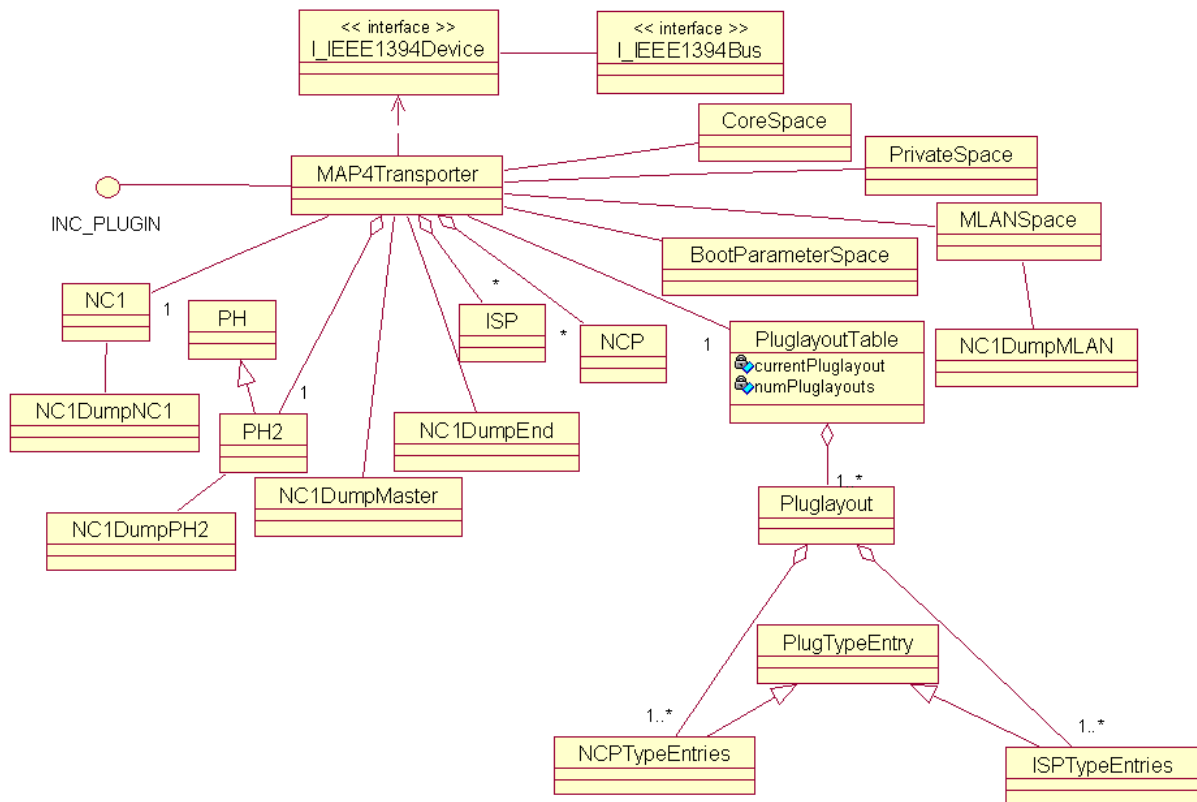 << interface >>
I_IEEE1394Device
<< interface >>
I_IEEE1394Bus
CoreSpace
PrivateSpace
MAP4Transporter
INC_PLUGIN
MLANSpace
BootParameterSpace
NC1
1
PH
*
ISP
*
NCP
1
PluglayoutTable
currentPluglayout
numPluglayouts
NC1DumpMLAN
NC1DumpNC1
1
PH2
NC1DumpEnd
NC1DumpMaster
NC1DumpPH2
1..*
Pluglayout
PlugTypeEntry
1..*
NCPTypeEntries
1..*
ISPTypeEntries